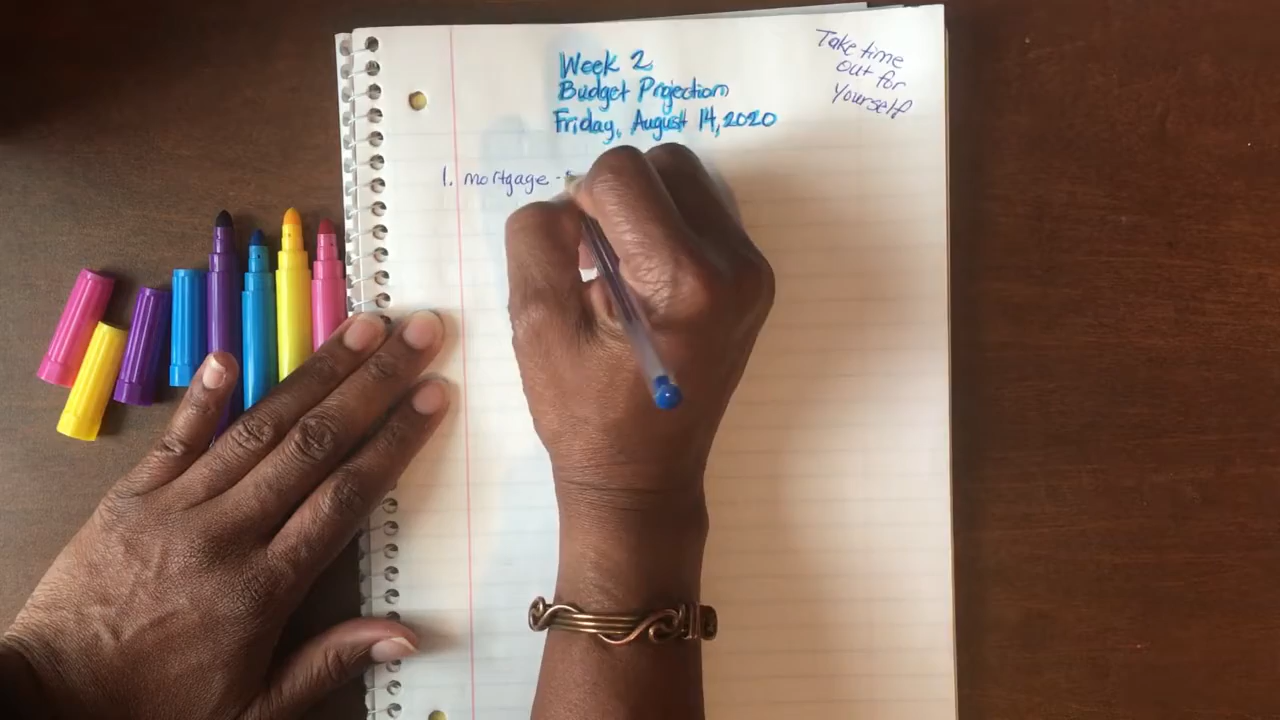 Week 2
Budget Projection
Friday, August 14, 2020
Take time
out for
Yourself
1. mortgage -